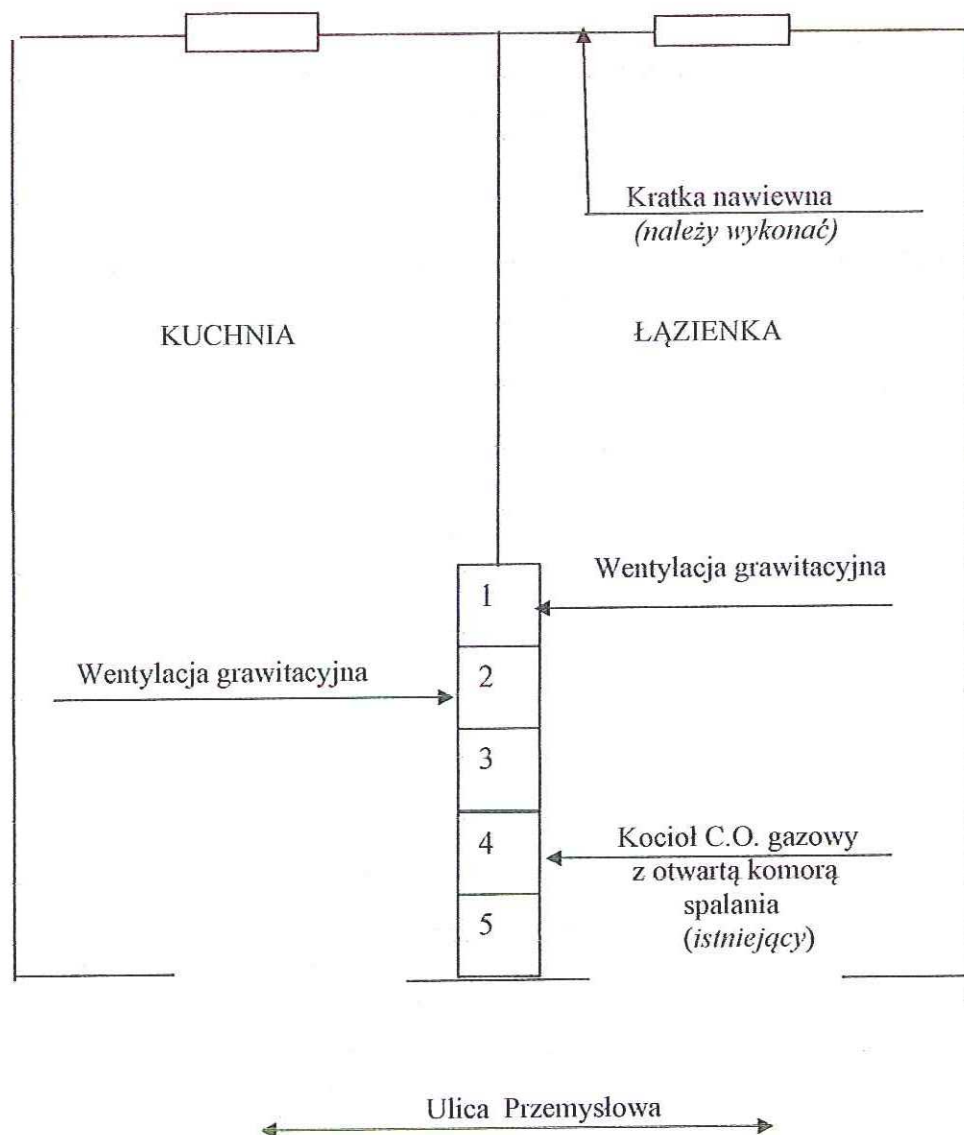 Kratka nawiewna
(należy wykonać)
KUCHNIA
ŁĄZIENKA
Wentylacja grawitacyjna
1
Wentylacja grawitacyjna
2
3
4
Kocioł C.O. gazowy
z otwartą komorą
spalania
(istniejący)
5
Ulica Przemysłowa